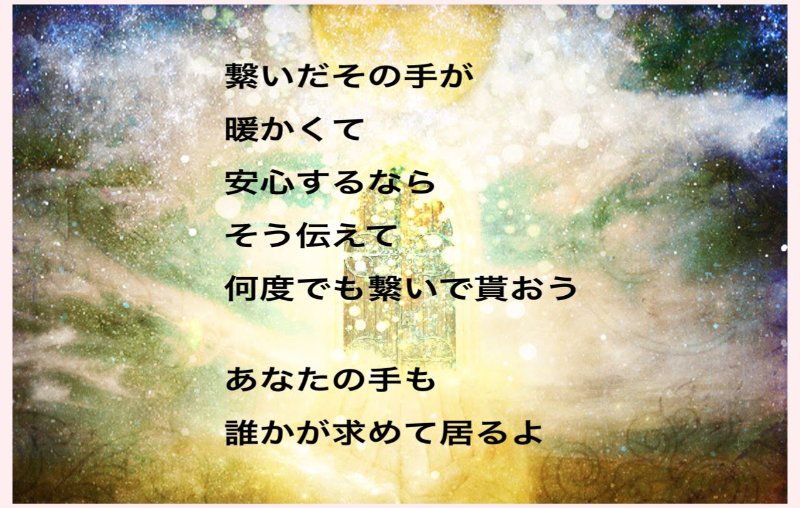 繋いだその手が
暖かくて
安心するなら
そう伝えて
何度でも繋いで貰おう
あなたの手も
誰かが求めて居るよ